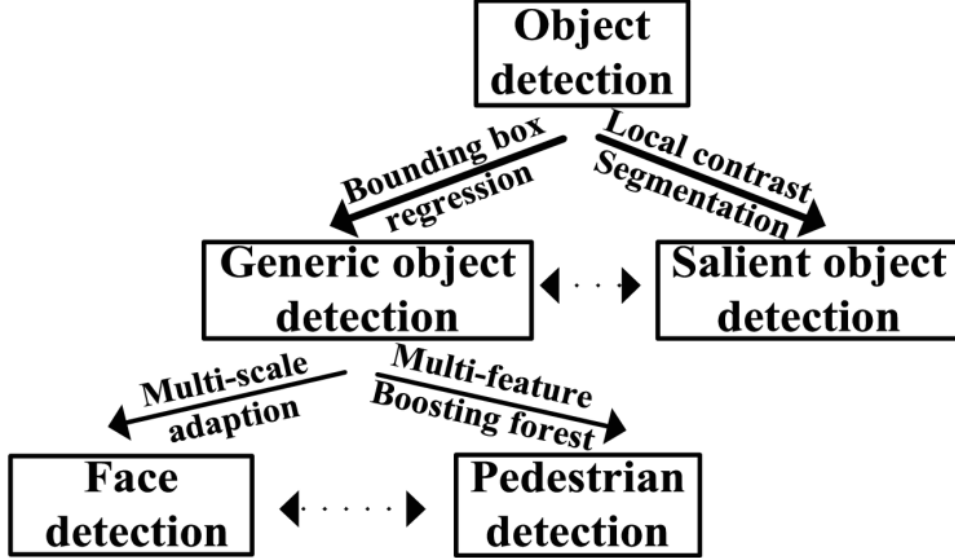 Object
detection
Bounding box
regression
Local contrast
Segmentation
Generic object
detection
Salient object
detection
Multi-scale
adaption
Multi-feature
Boosting forest
Face
detection
Pedestrian
detection